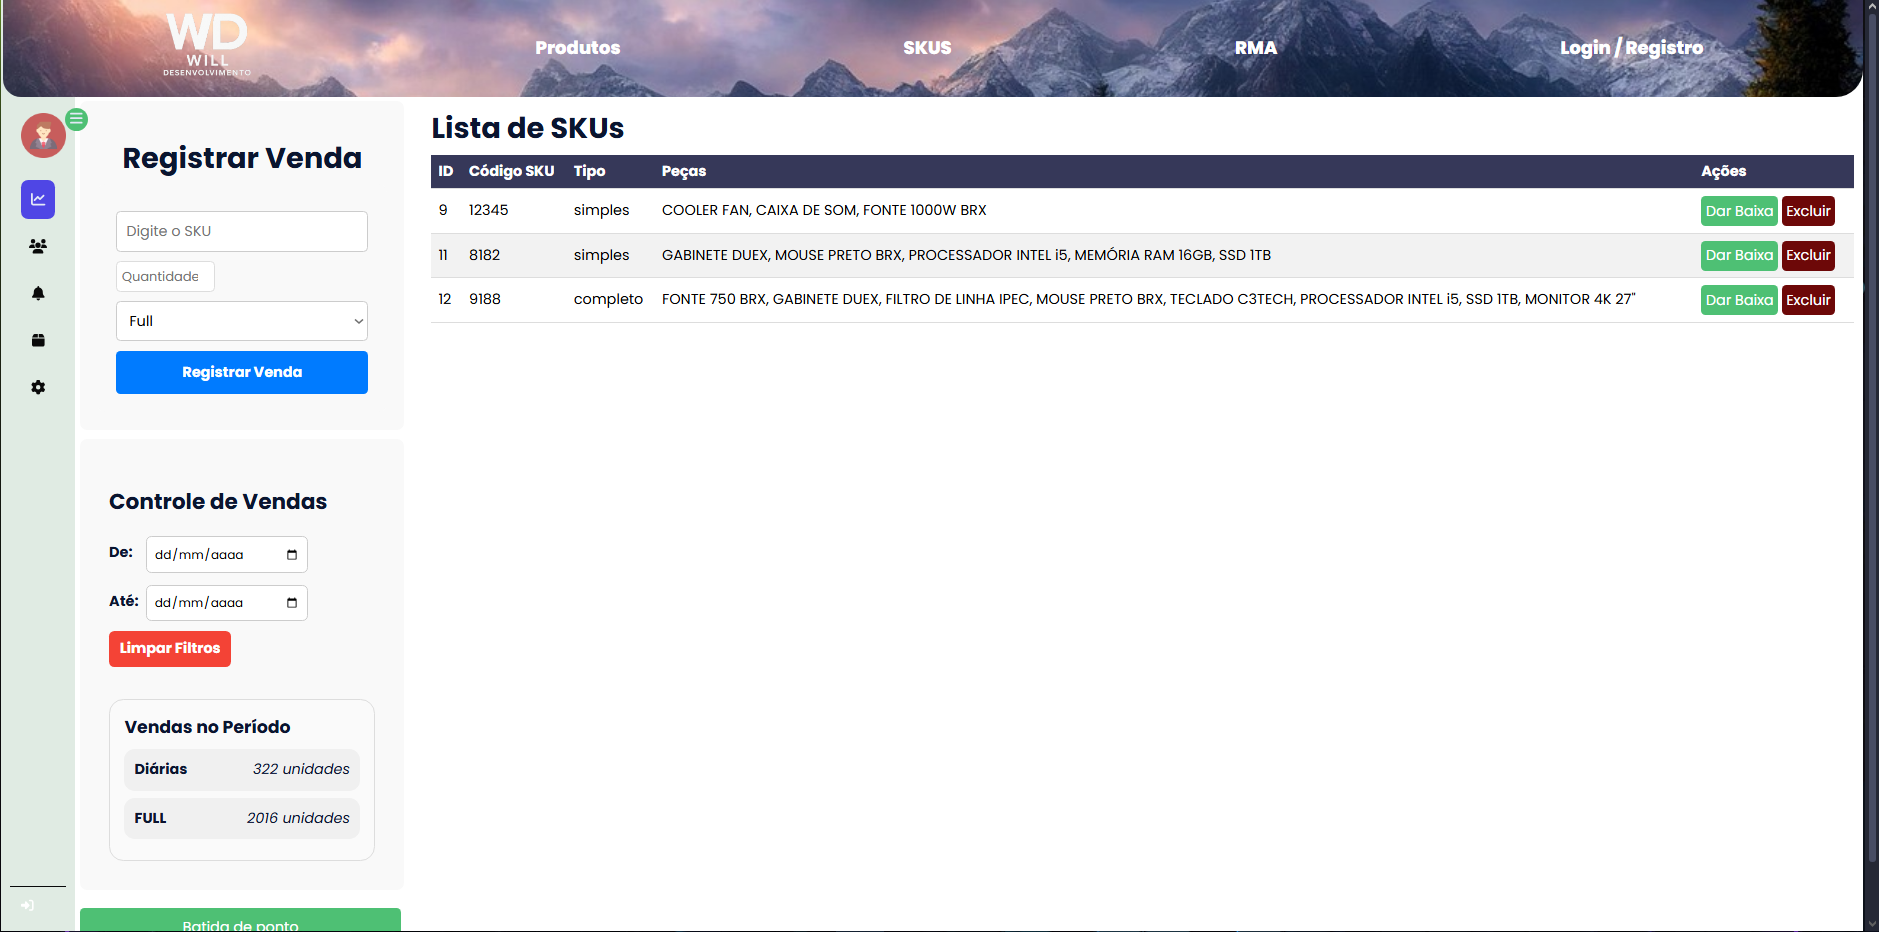 WD
WILL
DESENVOLVIMENTO
Produtos
SKUS
RMA
Login / Registro
Registrar Venda
Digite o SKU
Quantidade
Full
Registrar Venda
Controle de Vendas
De: dd/mm/aaaa
Até: dd/mm/aaaa
Limpar Filtros
Vendas no Período
Diárias 322 unidades
FULL 2016 unidades
Batida de ponto
Lista de SKUs
ID Código SKU Tipo Peças Ações
9 12345 simples COOLER FAN, CAIXA DE SOM, FONTE 1000W BRX Dar Baixa Excluir
11 8182 simples GABINETE DUEX, MOUSE PRETO BRX, PROCESSADOR INTEL i5, MEMÓRIA RAM 16GB, SSD 1TB Dar Baixa Excluir
12 9188 completo FONTE 750 BRX, GABINETE DUEX, FILTRO DE LINHA IPEC, MOUSE PRETO BRX, TECLADO C3TECH, PROCESSADOR INTEL i5, SSD 1TB, MONITOR 4K 27" Dar Baixa Excluir